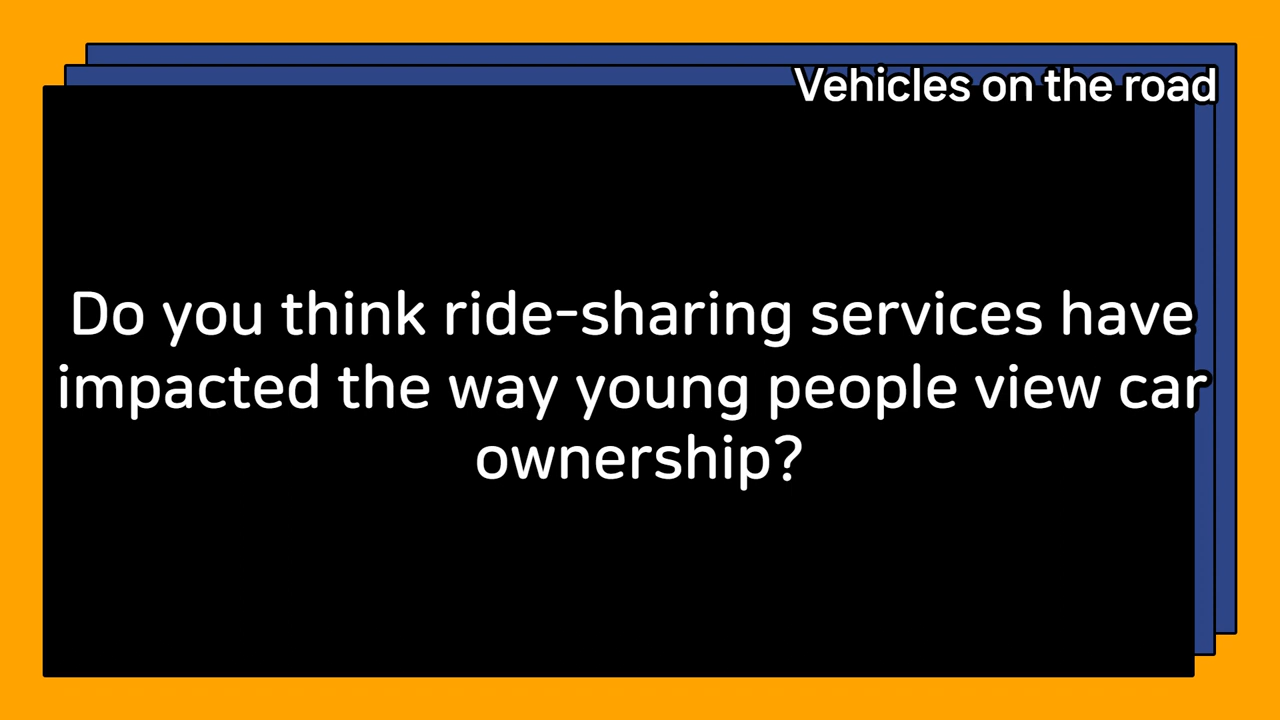 Vehicles on the road
Do you think ride-sharing services have
impacted the way young people view car
ownership?